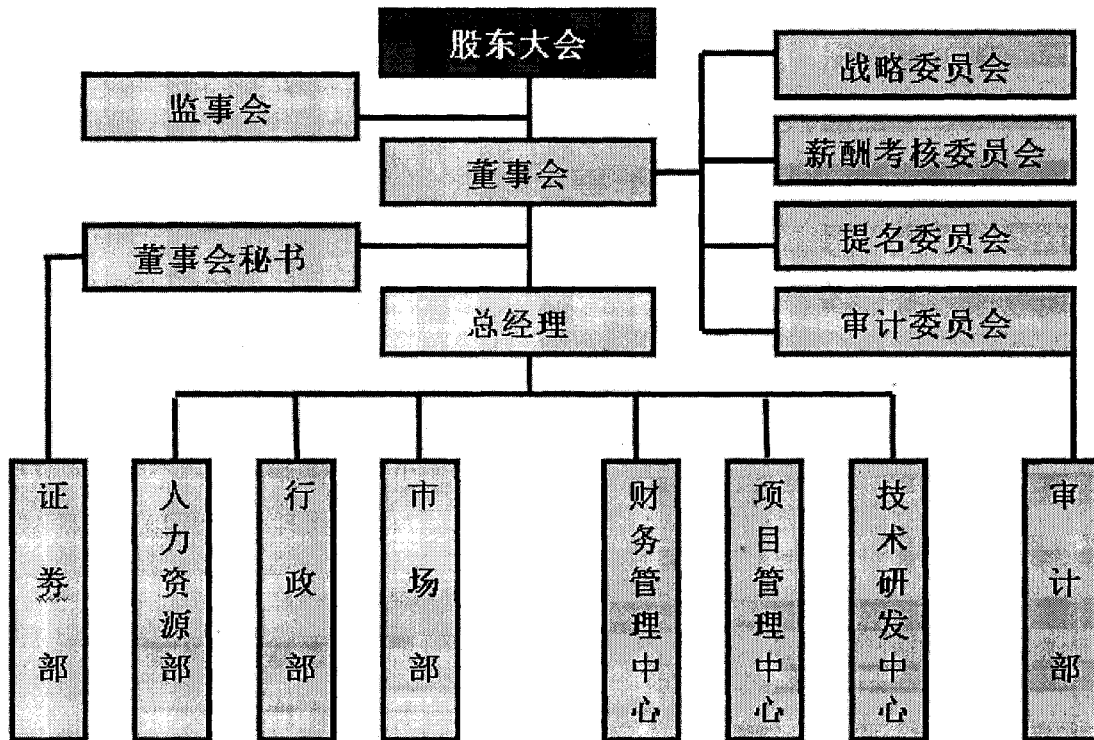 股东大会
监事会
战略委员会
薪酬考核委员会
董事会
提名委员会
董事会秘书
审计委员会
总经理
证劵部
人力资源部
行政部
市场部
财务管理中心
项目管理中心
技术研发中心
审计部